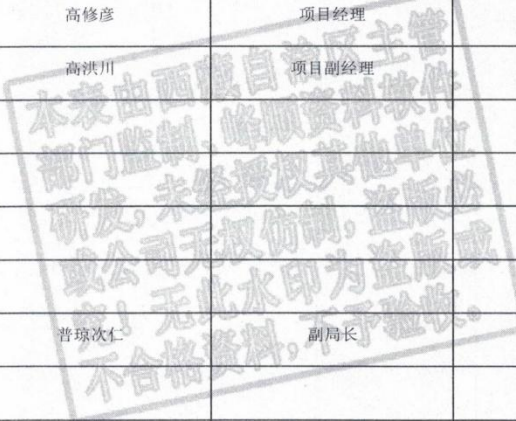 高修彦 项目经理
高洪川 项目副经理
本表由西藏自治区主管
部门监制、峰顺资料软件
研发,未经授权其他单位
或公司无权仿制,盗版必
究!无此水印为盗版或
不合格资料,不予验收。
普琼次仁 副局长